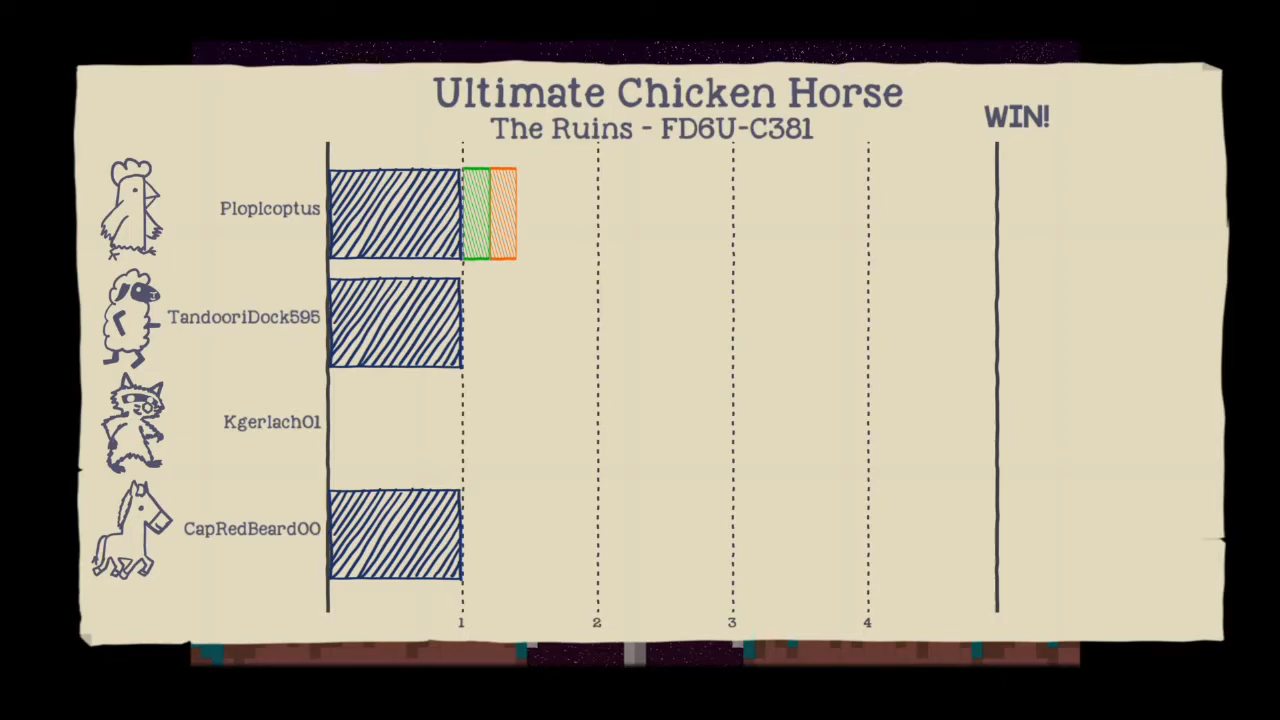 Ultimate Chicken Horse
The Ruins - FD6U-C381
WIN!
Ploplcoptus
TandooriDock595
Kgerlach01
CapRedBeard00
1
2
3
4